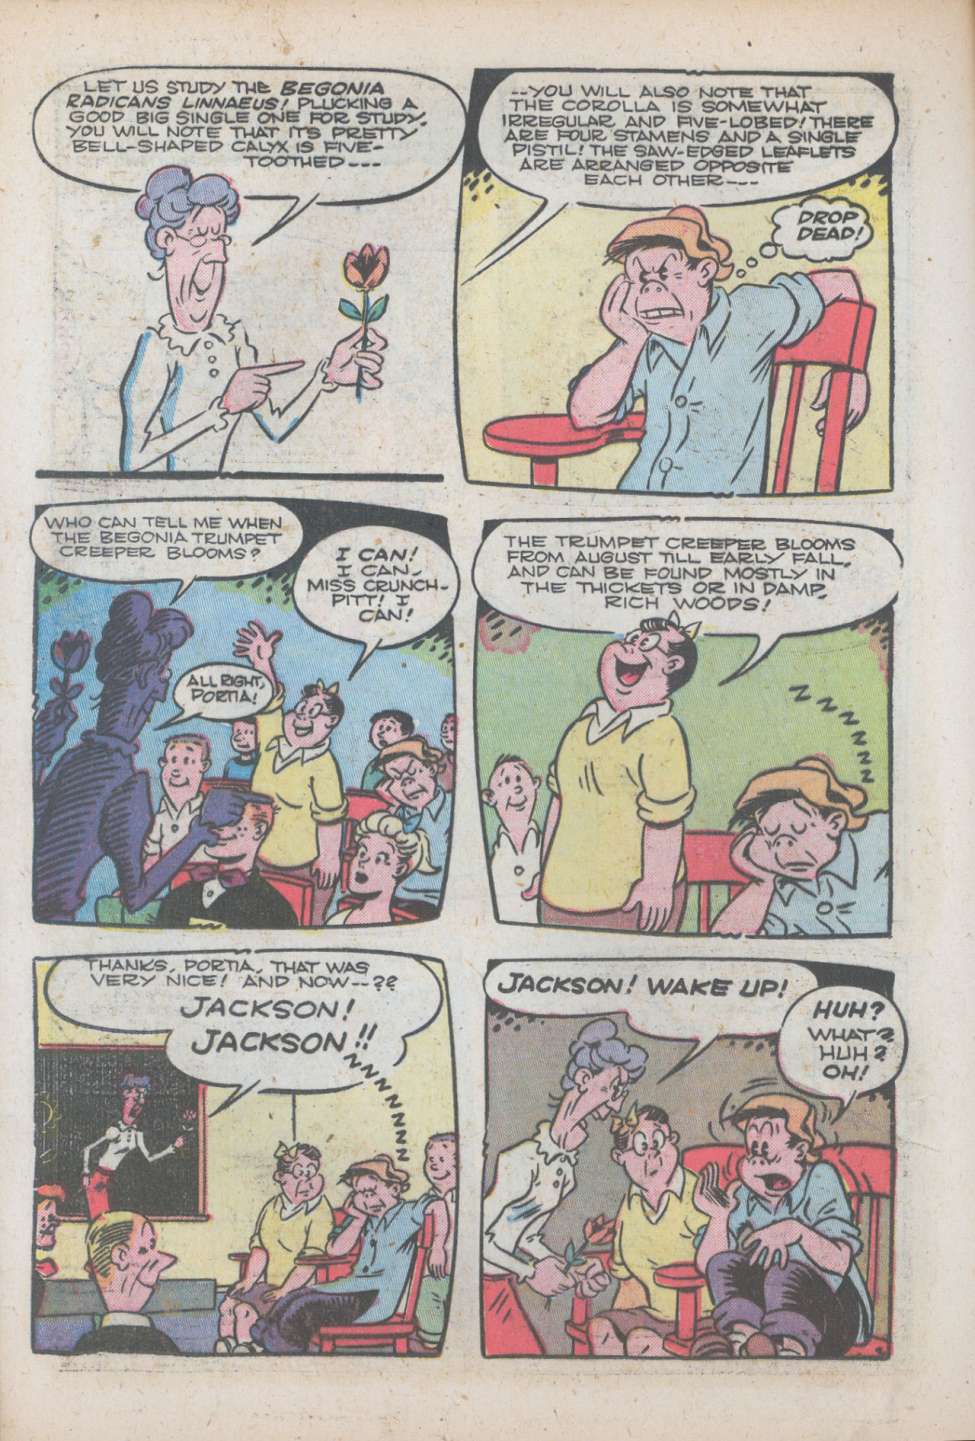 LET US STUDY THE BEGONIA
RADICANS LINNAEUS! PLUCKING A
GOOD BIG SINGLE ONE FOR STUDY,
YOU WILL NOTE THAT IT'S PRETTY
BELL-SHAPED CALYX IS FIVE-
TOOTHED---
--YOU WILL ALSO NOTE THAT
THE COROLLA IS SOMEWHAT
IRREGULAR AND FIVE-LOBED! THERE
ARE FOUR STAMENS AND A SINGLE
PISTIL! THE SAW-EDGED LEAFLETS
ARE ARRANGED OPPOSITE
EACH OTHER---
DROP
DEAD!
WHO CAN TELL ME WHEN
THE BEGONIA TRUMPET
CREEPER BLOOMS?
I CAN!
I CAN,
MISS CRUNCH-
PITT! I
CAN!
ALL RIGHT,
PORTIA!
THE TRUMPET CREEPER BLOOMS
FROM AUGUST TILL EARLY FALL,
AND CAN BE FOUND MOSTLY IN
THE THICKETS OR IN DAMP,
RICH WOODS!
ZZZZZZZZ
THANKS, PORTIA, THAT WAS
VERY NICE! AND NOW--??
JACKSON!
JACKSON!!
ZZZZZZZZZ
JACKSON! WAKE UP!
HUH?
WHAT?
HUH?
OH!